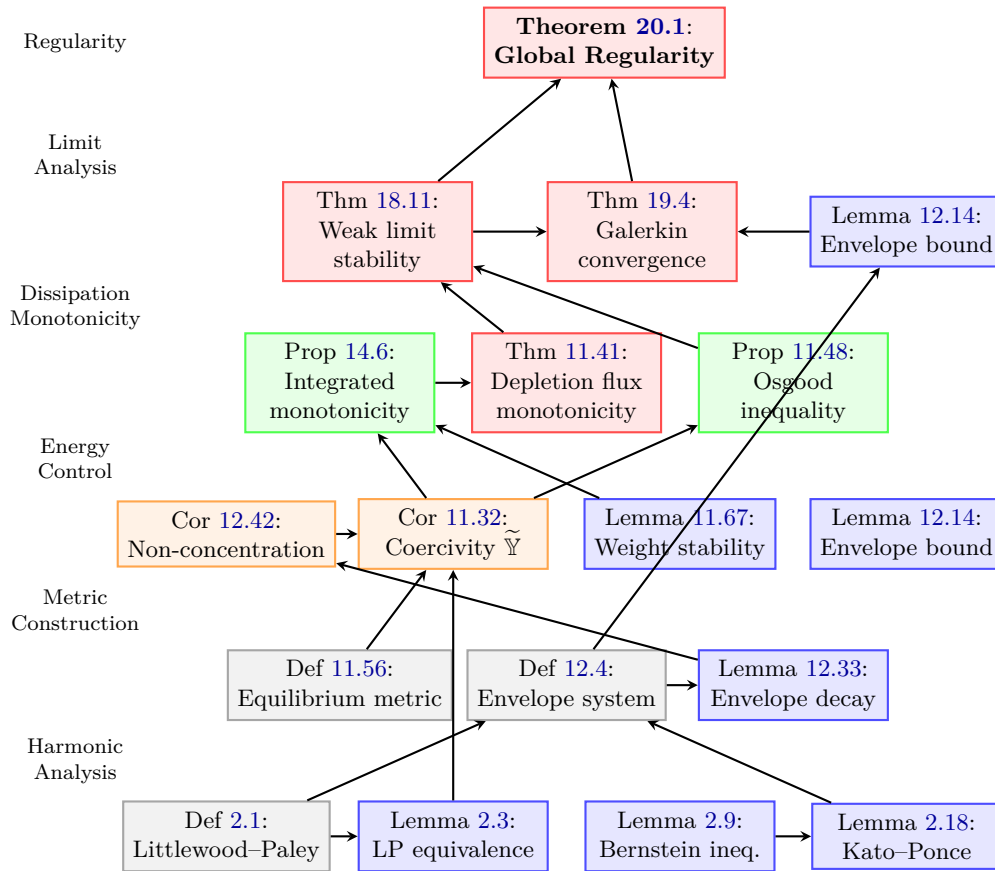 Regularity
Theorem 20.1:
Global Regularity
Limit
Analysis
Thm 18.11:
Weak limit
stability
Thm 19.4:
Galerkin
convergence
Lemma 12.14:
Envelope bound
Dissipation
Monotonicity
Prop 14.6:
Integrated
monotonicity
Thm 11.41:
Depletion flux
monotonicity
Prop 11.48:
Osgood
inequality
Energy
Control
Cor 12.42:
Non-concentration
Cor 11.32:
Coercivity 𝕐̃
Lemma 11.67:
Weight stability
Lemma 12.14:
Envelope bound
Metric
Construction
Def 11.56:
Equilibrium metric
Def 12.4:
Envelope system
Lemma 12.33:
Envelope decay
Harmonic
Analysis
Def 2.1:
Littlewood–Paley
Lemma 2.3:
LP equivalence
Lemma 2.9:
Bernstein ineq.
Lemma 2.18:
Kato–Ponce